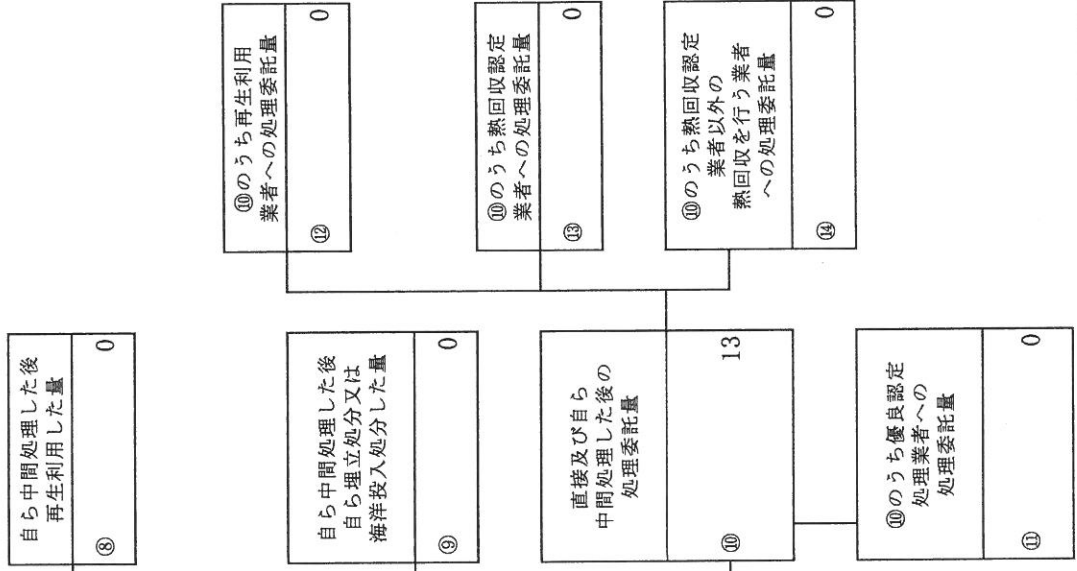 自ら中間処理した後
再生利用した量
⑧ 0
自ら中間処理した後
自ら埋立処分又は
海洋投入処分した量
⑨ 0
直接及び自ら
中間処理した後の
処理委託量
⑩ 13
⑩のうち優良認定
処理業者への
処理委託量
⑪ 0
⑩のうち再生利用
業者への処理委託量
⑫ 0
⑩のうち熱回収認定
業者への処理委託量
⑬ 0
⑩のうち熱回収認定
業者以外の
熱回収を行う業者
への処理委託量
⑭ 0